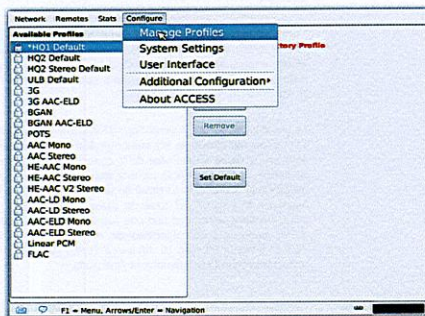 Network Remotes Stats Configure
Available Profiles
*HQ1 Default
HQ2 Default
HQ2 Stereo Default
ULB Default
3G
3G AAC-ELD
BGAN
BGAN AAC-ELD
POTS
AAC Mono
AAC Stereo
HE-AAC Mono
HE-AAC Stereo
HE-AAC V2 Stereo
AAC-LD Mono
AAC-LD Stereo
AAC-ELD Mono
AAC-ELD Stereo
Linear PCM
FLAC
Manage Profiles
System Settings
User Interface
Additional Configuration
About ACCESS
tory Profile
Remove
Set Default
F1 = Menu, Arrows/Enter = Navigation